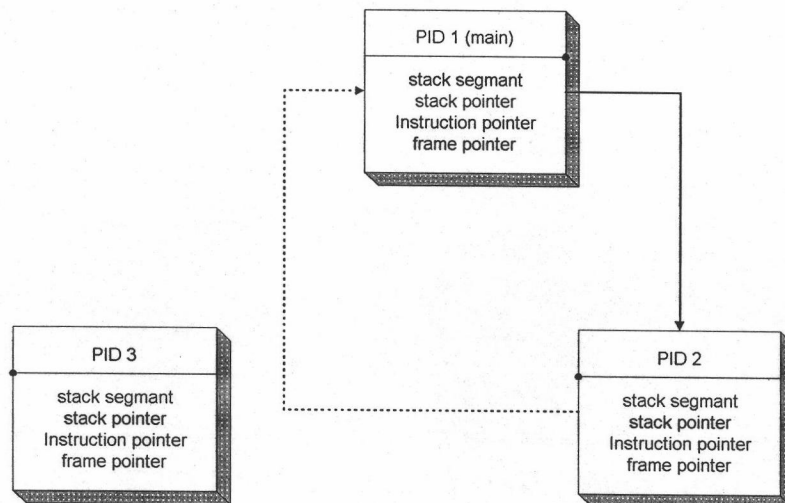 PID 1 (main)
stack segmant
stack pointer
Instruction pointer
frame pointer
PID 3
stack segmant
stack pointer
Instruction pointer
frame pointer
PID 2
stack segmant
stack pointer
Instruction pointer
frame pointer